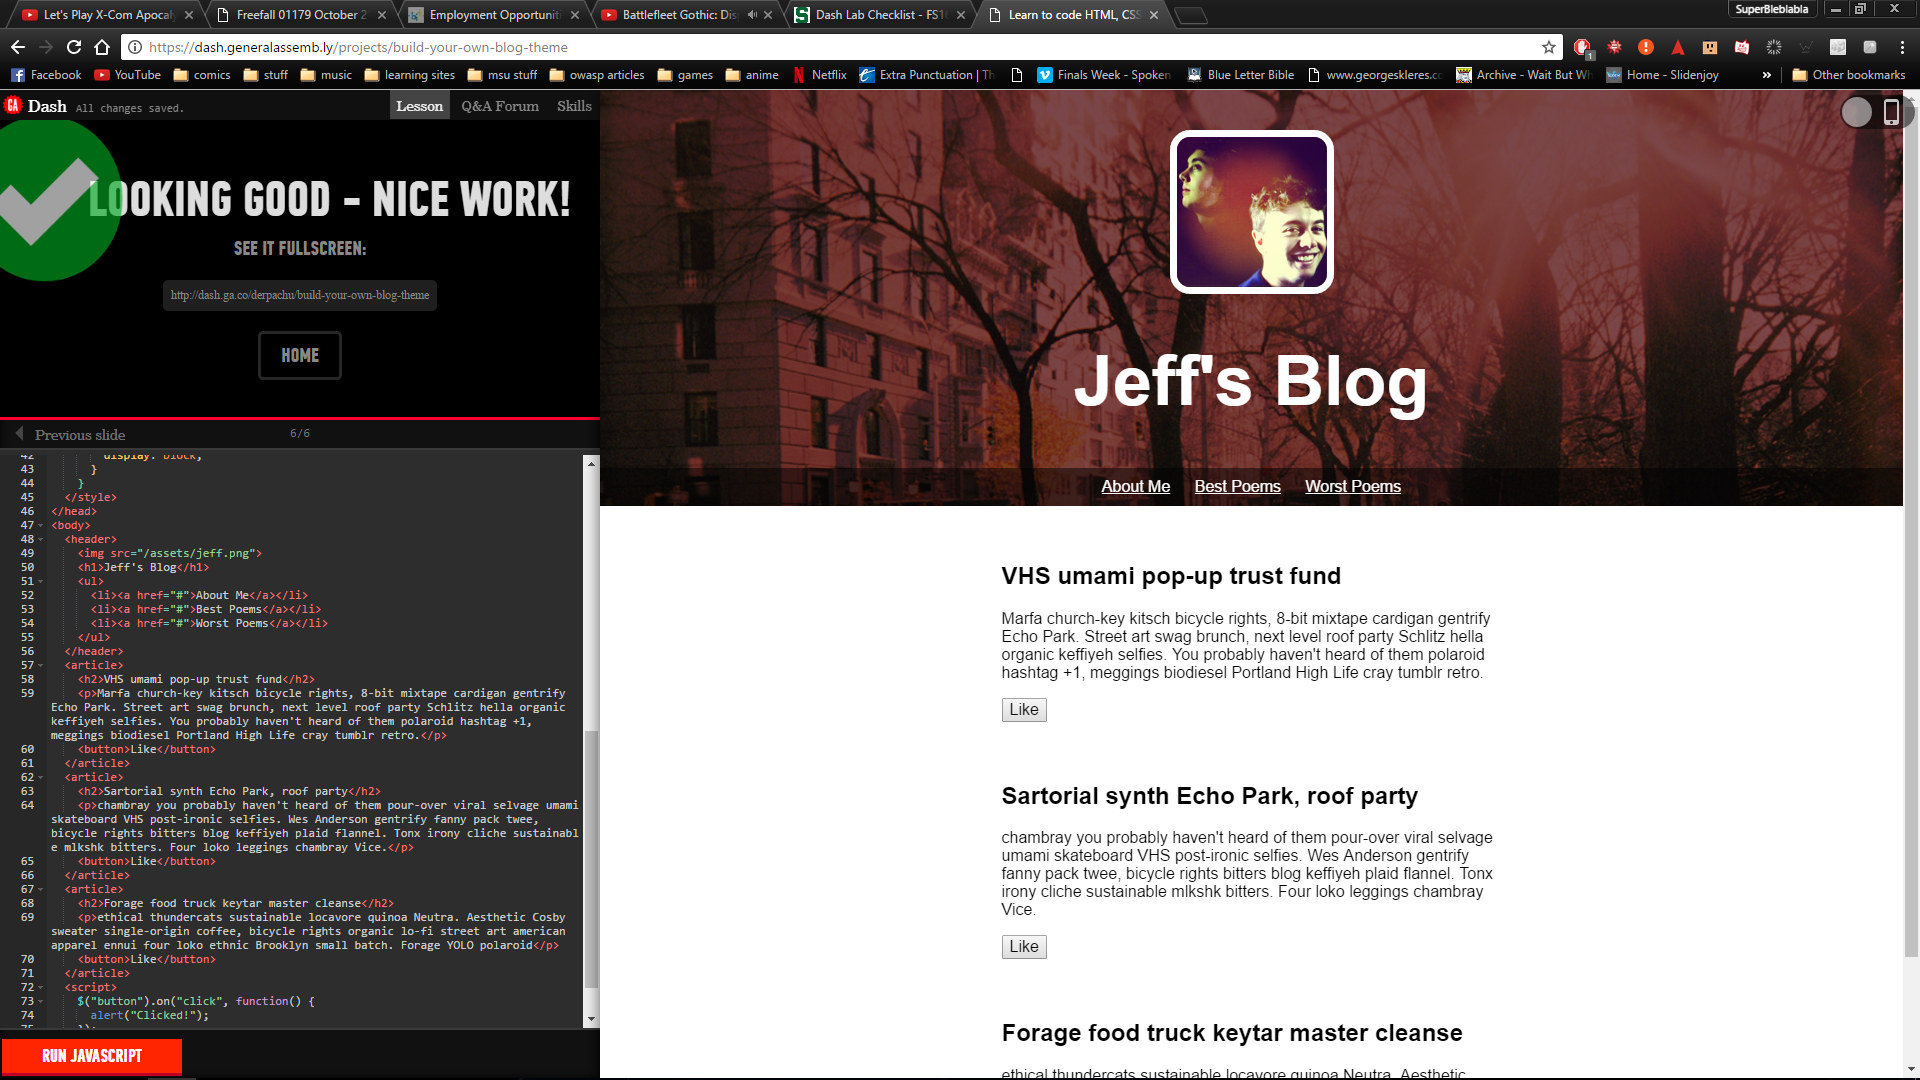 Let's Play X-Com Apocal
Freefall 01179 October 2
Employment Opportuniti
Battlefleet Gothic: Dis
Dash Lab Checklist - FS16
Learn to code HTML, CSS
SuperBleblabla
https://dash.generalassemb.ly/projects/build-your-own-blog-theme
1
Facebook
YouTube
comics
stuff
music
learning sites
msu stuff
owasp articles
games
anime
Netflix
Extra Punctuation | Th
Finals Week - Spoken
Blue Letter Bible
www.georgeskleres.cc
Archive - Wait But Wh
Home - Slidenjoy
»
Other bookmarks
GA
Dash
All changes saved.
Lesson
Q&A Forum
Skills
LOOKING GOOD - NICE WORK!
SEE IT FULLSCREEN:
http://dash.ga.co/derpachu/build-your-own-blog-theme
HOME
Previous slide
6/6
42 display: block;
43 }
44 }
45 </style>
46 </head>
47 <body>
48 <header>
49 <img src="/assets/jeff.png">
50 <h1>Jeff's Blog</h1>
51 <ul>
52 <li><a href="#">About Me</a></li>
53 <li><a href="#">Best Poems</a></li>
54 <li><a href="#">Worst Poems</a></li>
55 </ul>
56 </header>
57 <article>
58 <h2>VHS umami pop-up trust fund</h2>
59 <p>Marfa church-key kitsch bicycle rights, 8-bit mixtape cardigan gentrify
Echo Park. Street art swag brunch, next level roof party Schlitz hella organic
keffiyeh selfies. You probably haven't heard of them polaroid hashtag +1,
meggings biodiesel Portland High Life cray tumblr retro.</p>
60 <button>Like</button>
61 </article>
62 <article>
63 <h2>Sartorial synth Echo Park, roof party</h2>
64 <p>chambray you probably haven't heard of them pour-over viral selvage umami
skateboard VHS post-ironic selfies. Wes Anderson gentrify fanny pack twee,
bicycle rights bitters blog keffiyeh plaid flannel. Tonx irony cliche sustainabl
e mlkshk bitters. Four loko leggings chambray Vice.</p>
65 <button>Like</button>
66 </article>
67 <article>
68 <h2>Forage food truck keytar master cleanse</h2>
69 <p>ethical thundercats sustainable locavore quinoa Neutra. Aesthetic Cosby
sweater single-origin coffee, bicycle rights organic lo-fi street art american
apparel ennui four loko ethnic Brooklyn small batch. Forage YOLO polaroid</p>
70 <button>Like</button>
71 </article>
72 <script>
73 $("button").on("click", function() {
74 alert("Clicked!");
75 });
RUN JAVASCRIPT
Jeff's Blog
About Me
Best Poems
Worst Poems
VHS umami pop-up trust fund
Marfa church-key kitsch bicycle rights, 8-bit mixtape cardigan gentrify
Echo Park. Street art swag brunch, next level roof party Schlitz hella
organic keffiyeh selfies. You probably haven't heard of them polaroid
hashtag +1, meggings biodiesel Portland High Life cray tumblr retro.
Like
Sartorial synth Echo Park, roof party
chambray you probably haven't heard of them pour-over viral selvage
umami skateboard VHS post-ironic selfies. Wes Anderson gentrify
fanny pack twee, bicycle rights bitters blog keffiyeh plaid flannel. Tonx
irony cliche sustainable mlkshk bitters. Four loko leggings chambray
Vice.
Like
Forage food truck keytar master cleanse
ethical thundercats sustainable locavore quinoa Neutra. Aesthetic